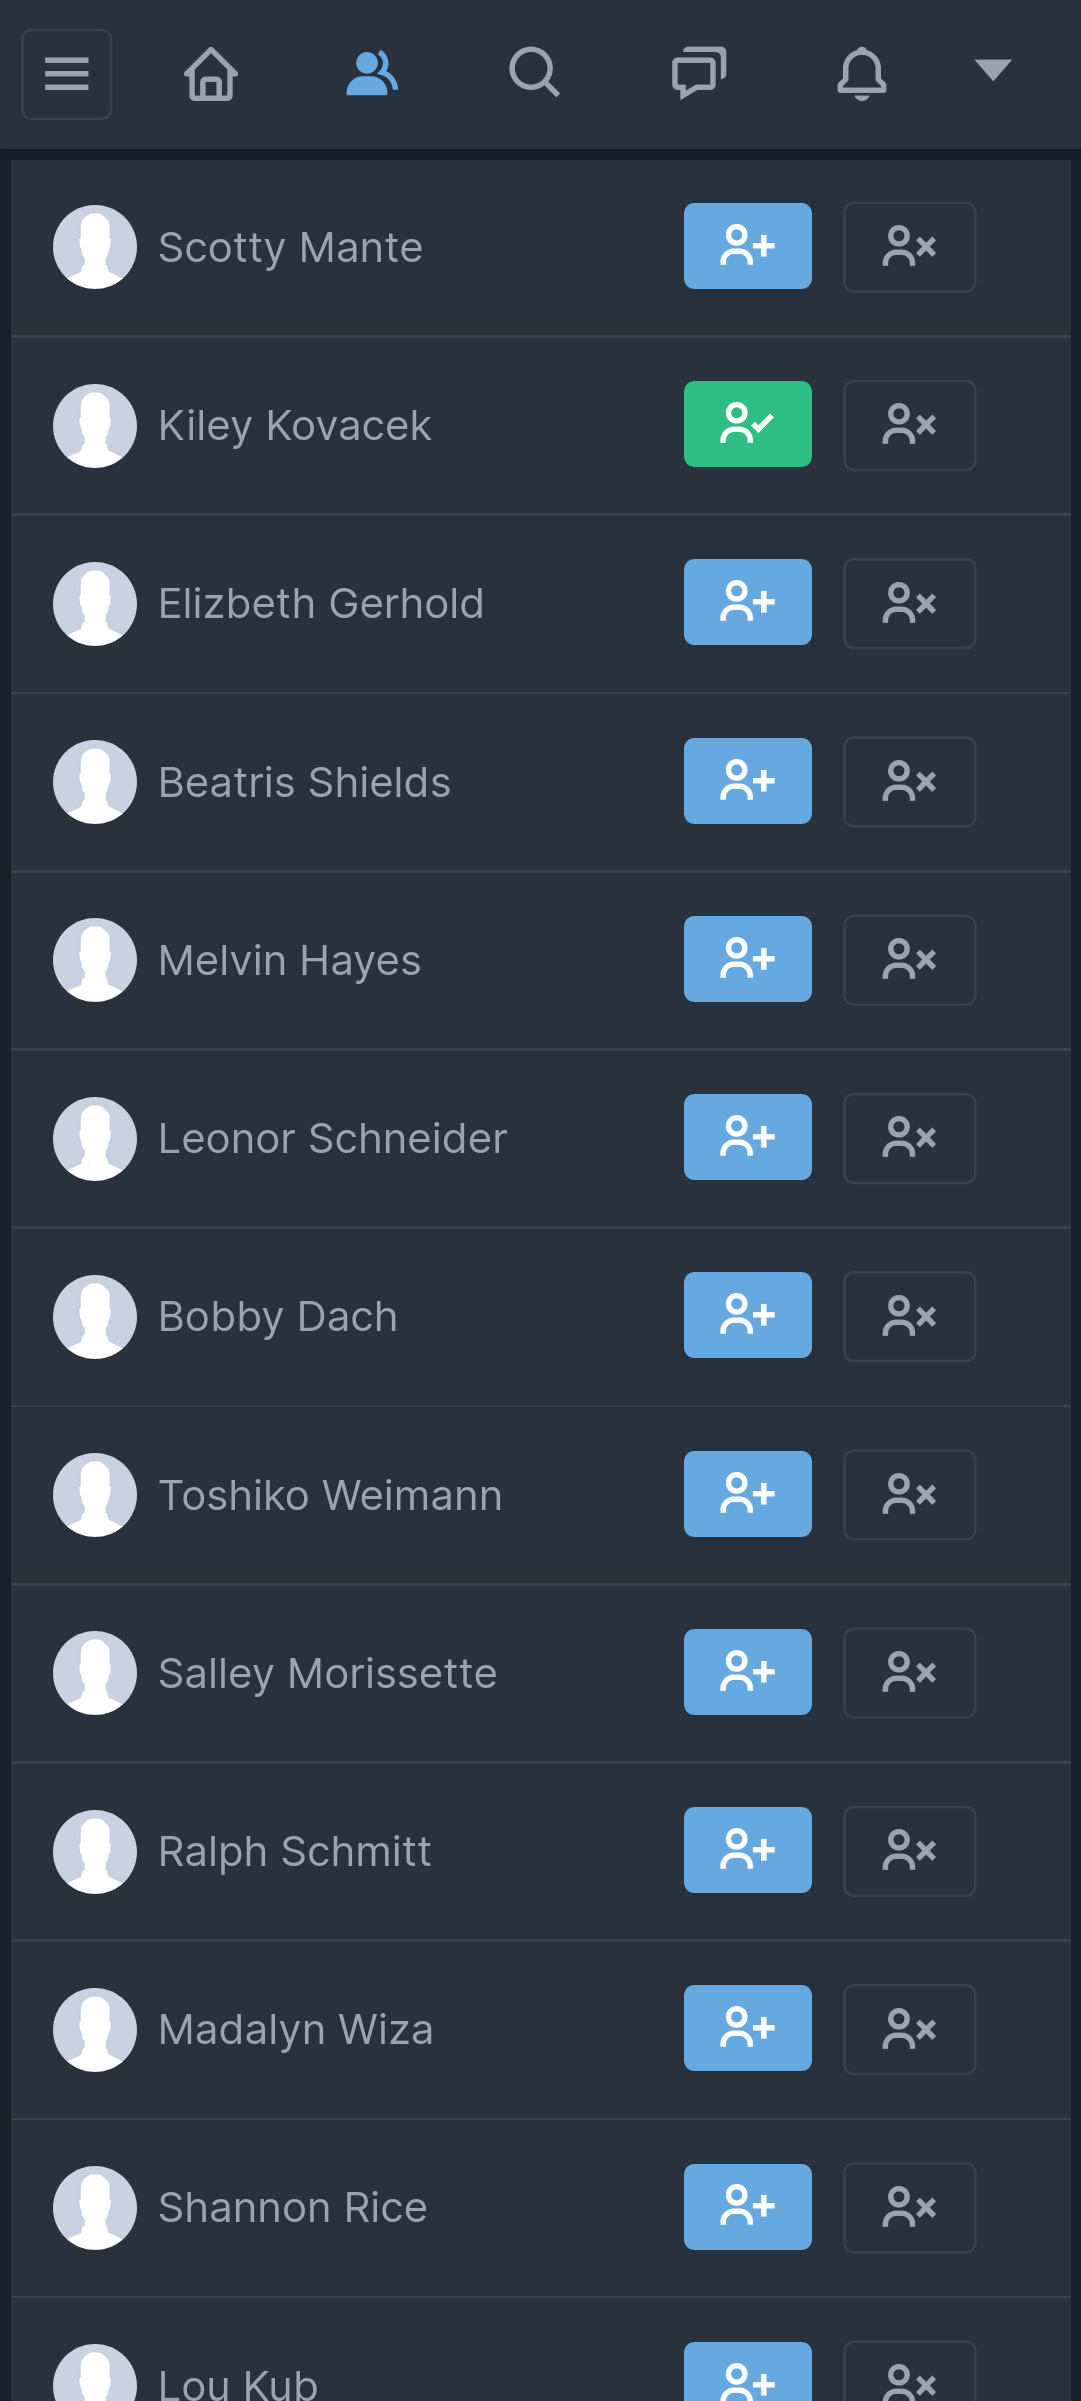 Scotty Mante
Kiley Kovacek
Elizbeth Gerhold
Beatris Shields
Melvin Hayes
Leonor Schneider
Bobby Dach
Toshiko Weimann
Salley Morissette
Ralph Schmitt
Madalyn Wiza
Shannon Rice
Lou Kub